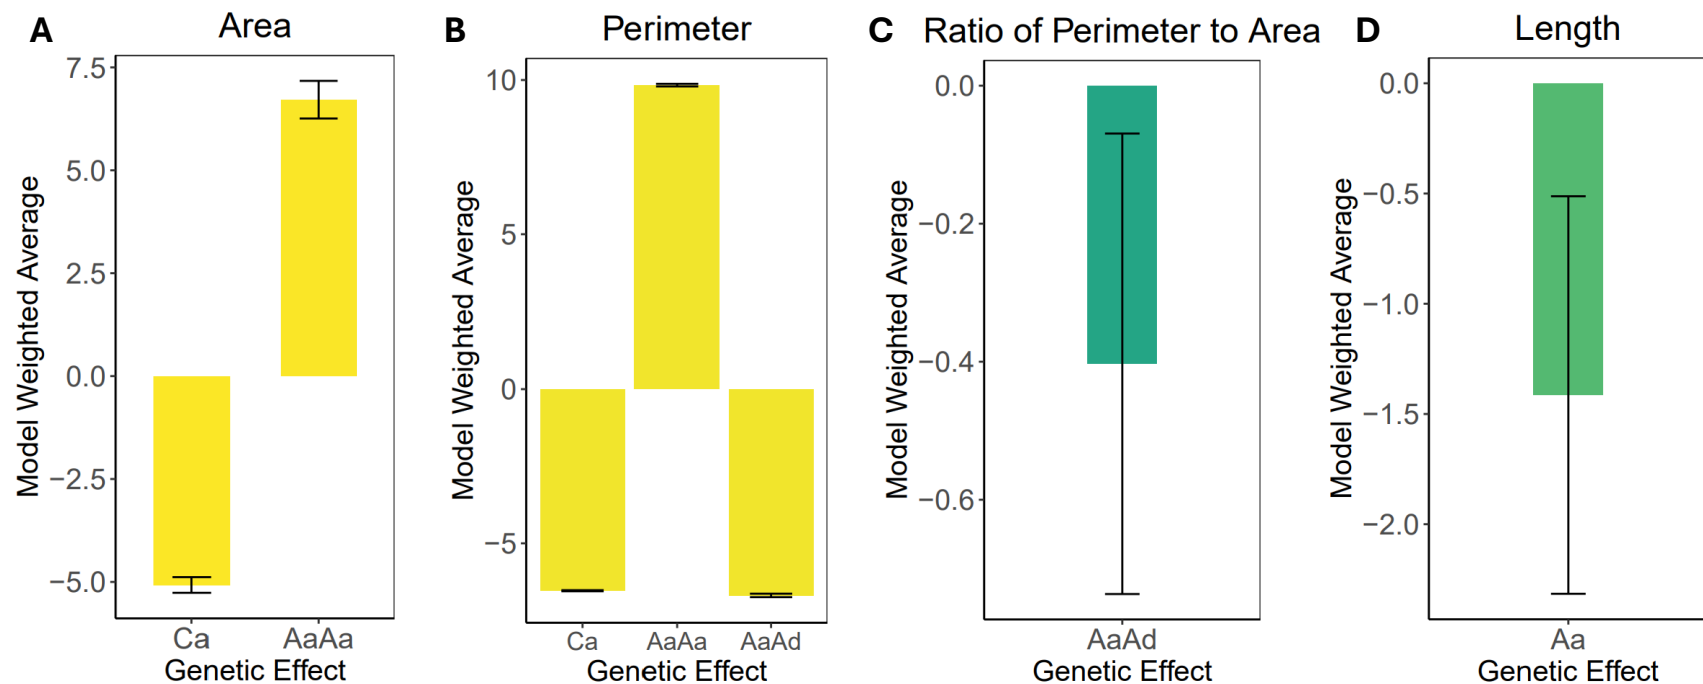 A Area
7.5
5.0
2.5
0.0
−2.5
−5.0
Model Weighted Average
Ca AaAa
Genetic Effect
B Perimeter
10
5
0
−5
Model Weighted Average
Ca AaAa AaAd
Genetic Effect
C Ratio of Perimeter to Area
0.0
−0.2
−0.4
−0.6
Model Weighted Average
AaAd
Genetic Effect
D Length
0.0
−0.5
−1.0
−1.5
−2.0
Model Weighted Average
Aa
Genetic Effect